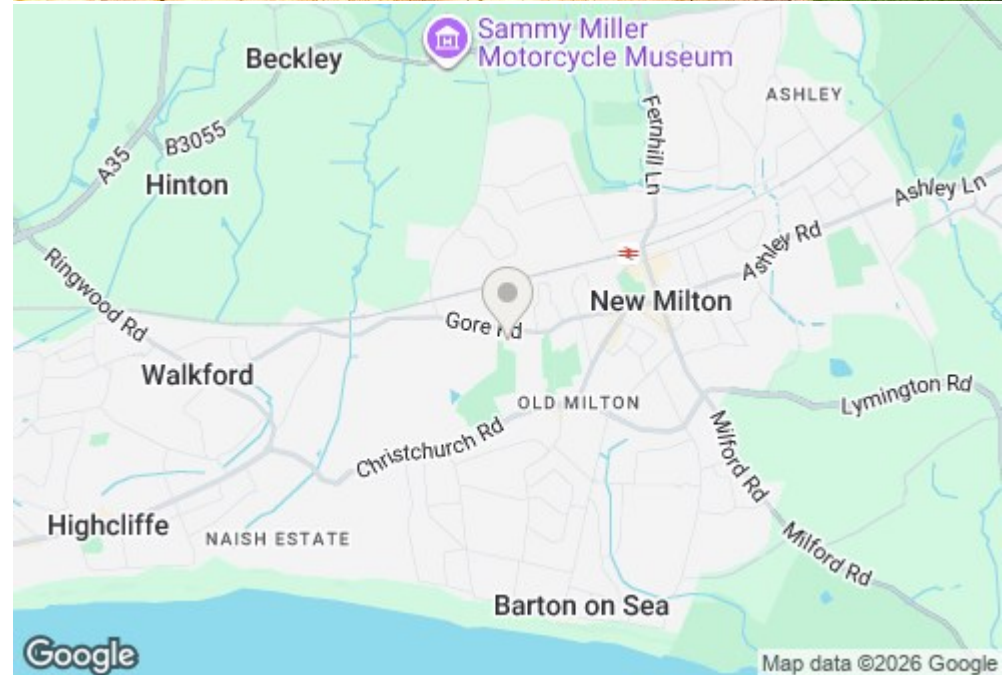 Sammy Miller
Motorcycle Museum
Beckley
ASHLEY
Fernhill Ln
A35
B3055
Hinton
Ashley Ln
Ashley Rd
Ringwood Rd
New Milton
Gore Rd
Walkford
Lymington Rd
OLD MILTON
Christchurch Rd
Milford Rd
Highcliffe
NAISH ESTATE
Milford Rd
Barton on Sea
Google
Map data ©2026 Google